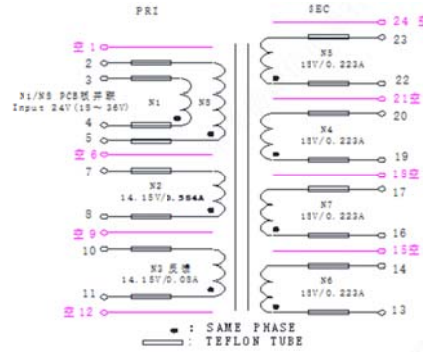 PRI
SEC
空 1
2
3
N1/N8 PCB板并联
Input 24V(18～36V)
N1
N8
4
5
空 6
7
N2
14.15V/0.564A
8
空 9
10
N3 反馈
14.15V/0.08A
11
空 12
24 空
23
N5
15V/0.223A
22
21空
20
N4
15V/0.223A
19
18空
17
N7
15V/0.223A
16
15空
14
N6
15V/0.223A
13
: SAME PHASE
: TEFLON TUBE